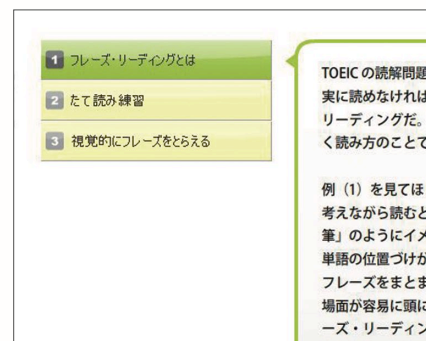 1 フレーズ・リーディングとは
2 たて読み練習
3 視覚的にフレーズをとらえる
TOEIC の読解問題
実に読めなければ
リーディングだ。
く読み方のことで
例（1）を見てほ
考えながら読むと
筆」のようにイメ
単語の位置づけが
フレーズをまとま
場面が容易に頭に
ーズ・リーディン